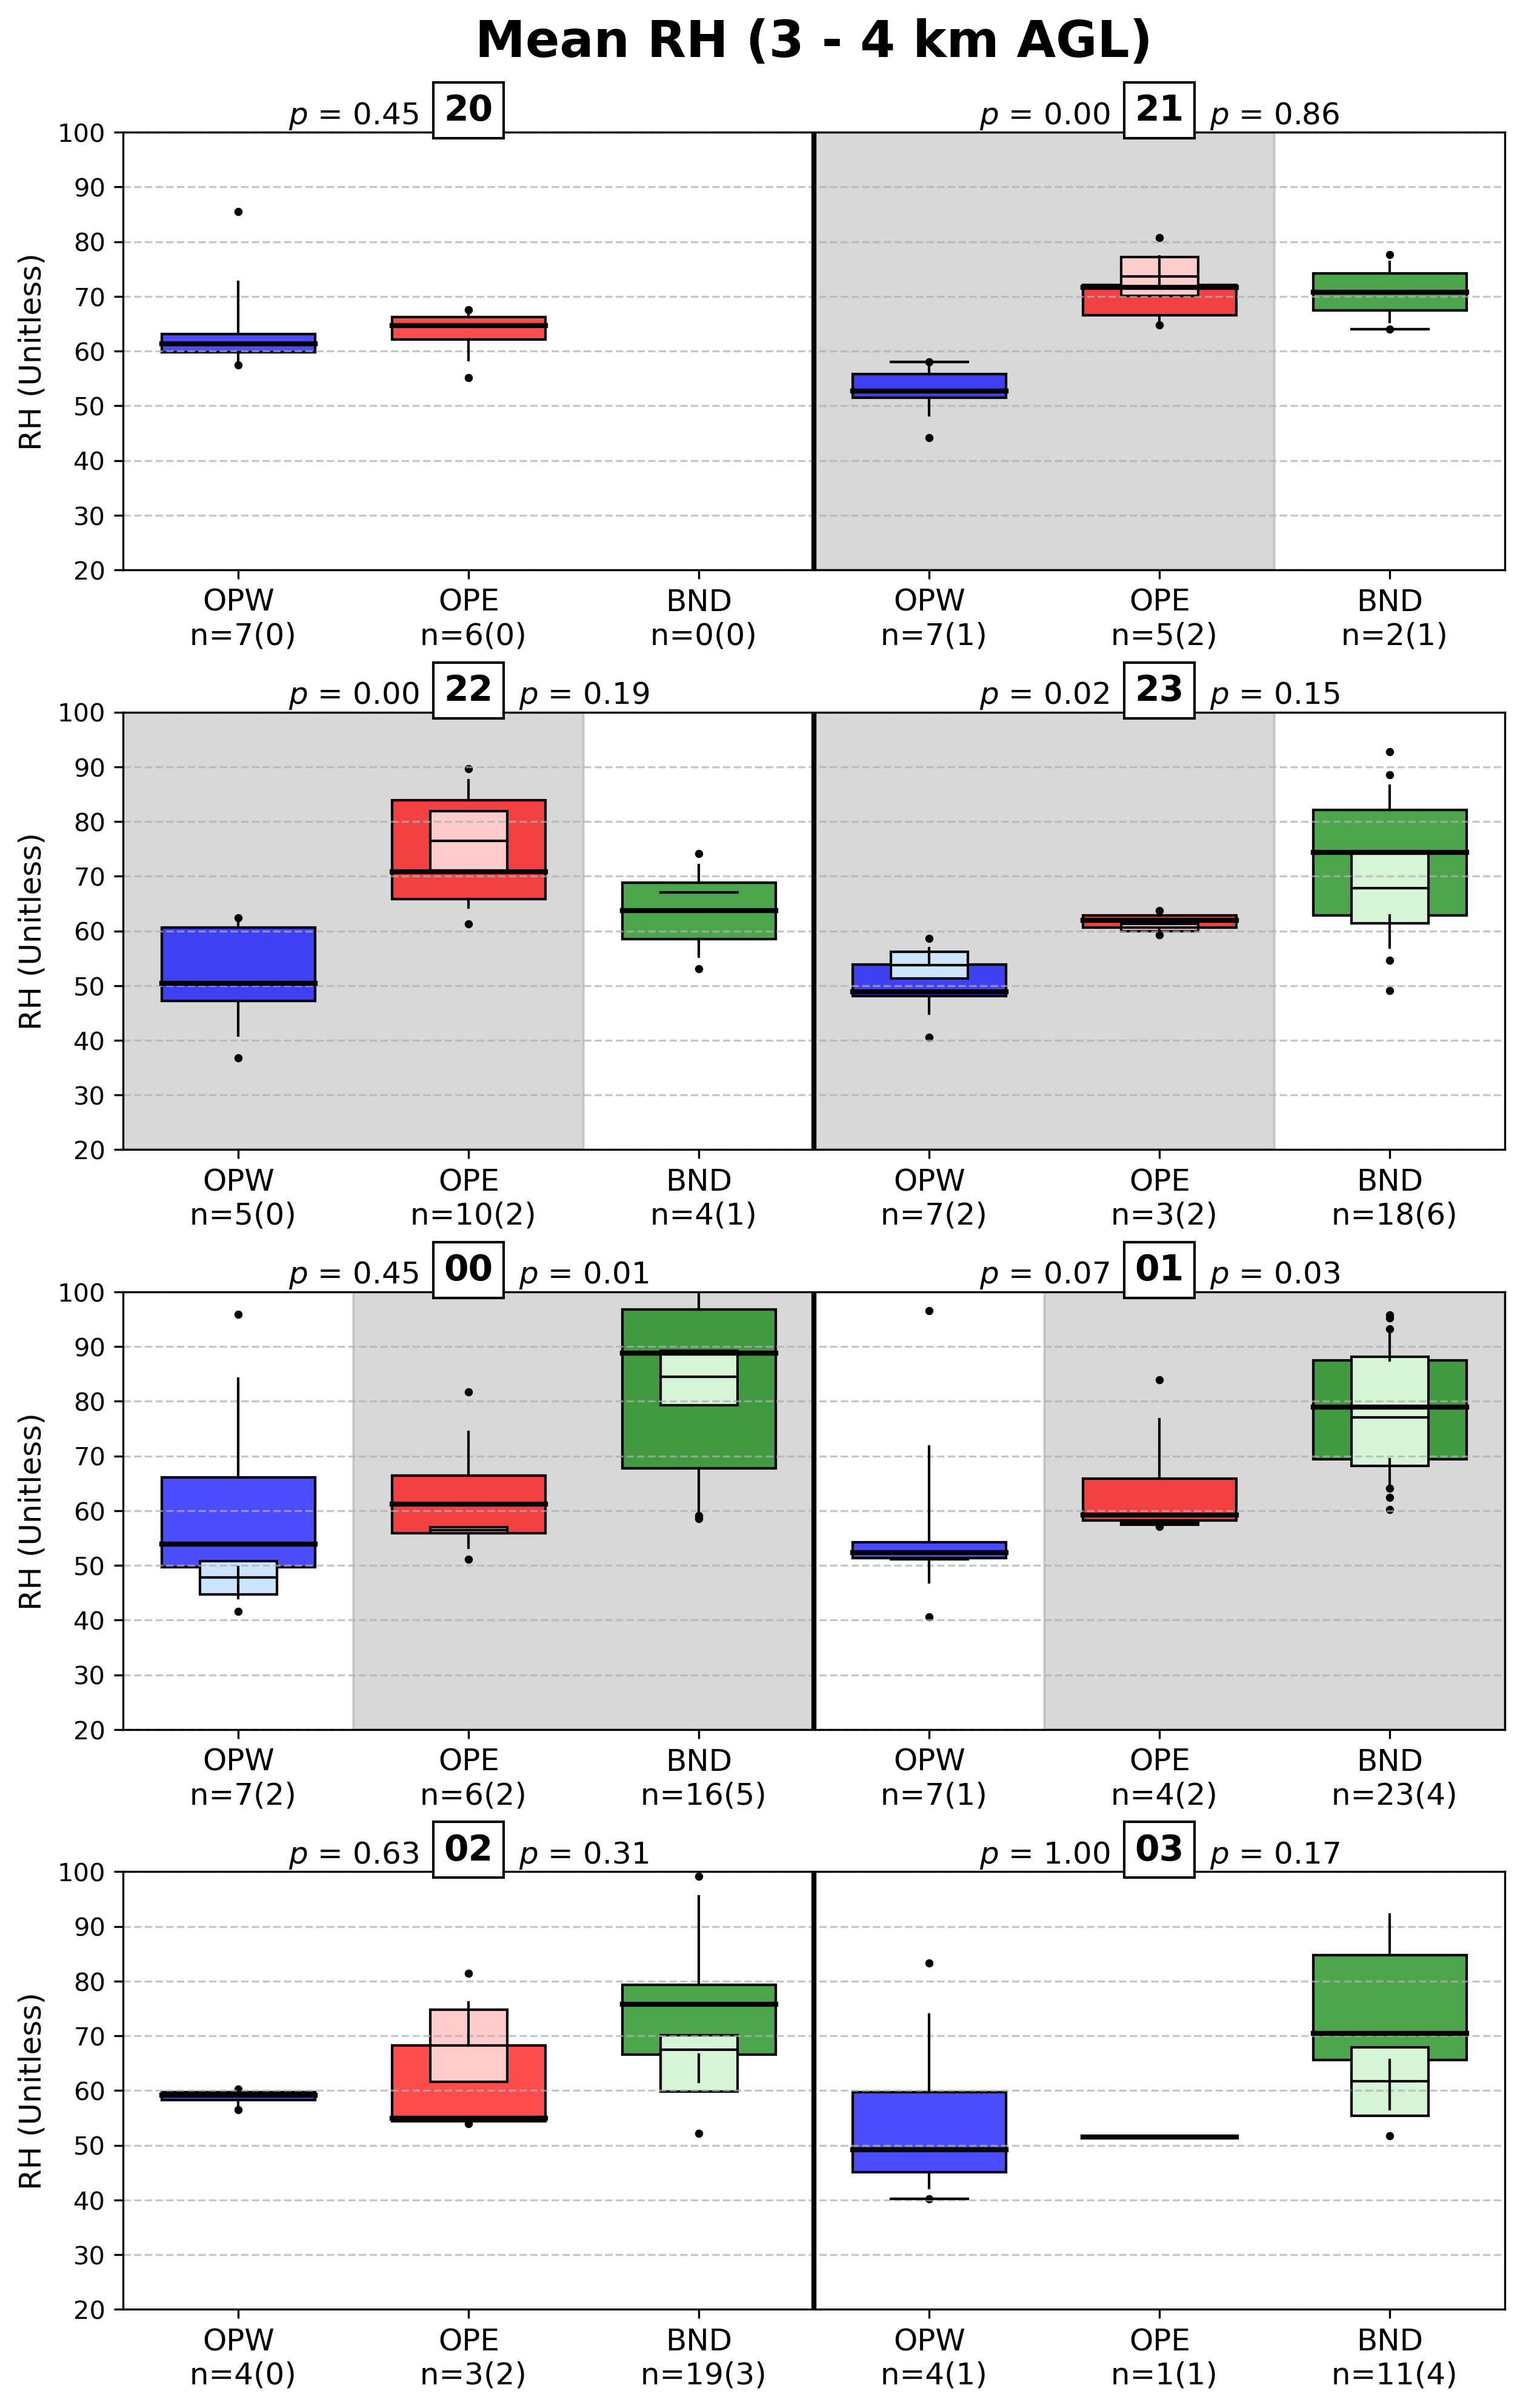 Mean RH (3 - 4 km AGL)
p = 0.45 20
p = 0.00 21 p = 0.86
RH (Unitless)
100
90
80
70
60
50
40
30
20
OPW OPE BND OPW OPE BND
n=7(0) n=6(0) n=0(0) n=7(1) n=5(2) n=2(1)
p = 0.00 22 p = 0.19
p = 0.02 23 p = 0.15
RH (Unitless)
100
90
80
70
60
50
40
30
20
OPW OPE BND OPW OPE BND
n=5(0) n=10(2) n=4(1) n=7(2) n=3(2) n=18(6)
p = 0.45 00 p = 0.01
p = 0.07 01 p = 0.03
RH (Unitless)
100
90
80
70
60
50
40
30
20
OPW OPE BND OPW OPE BND
n=7(2) n=6(2) n=16(5) n=7(1) n=4(2) n=23(4)
p = 0.63 02 p = 0.31
p = 1.00 03 p = 0.17
RH (Unitless)
100
90
80
70
60
50
40
30
20
OPW OPE BND OPW OPE BND
n=4(0) n=3(2) n=19(3) n=4(1) n=1(1) n=11(4)